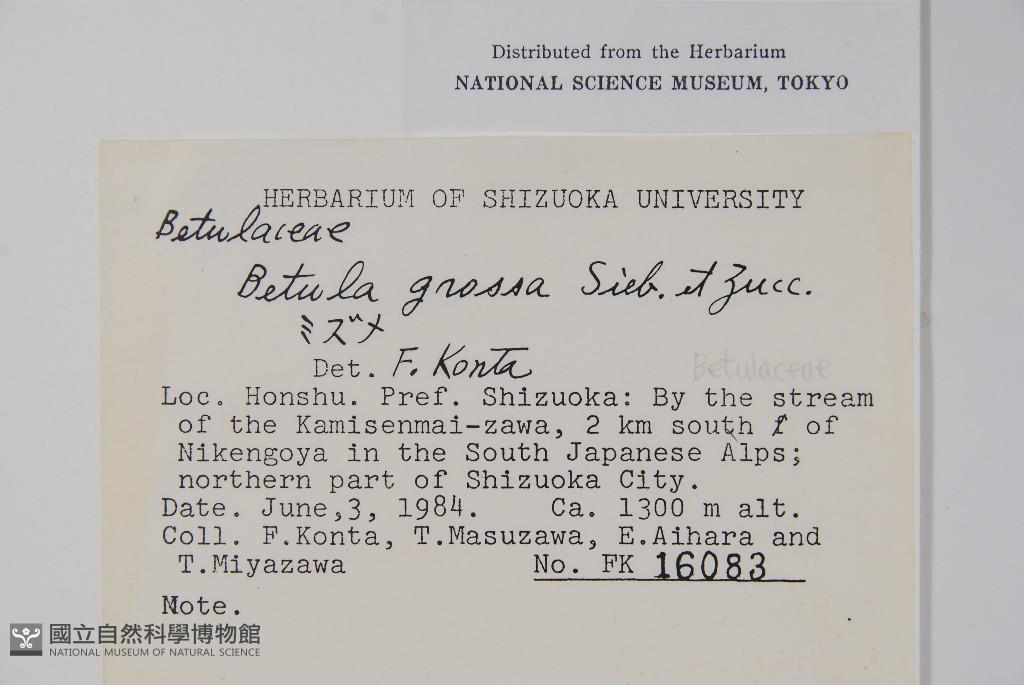 Distributed from the Herbarium
NATIONAL SCIENCE MUSEUM, TOKYO
HERBARIUM OF SHIZUOKA UNIVERSITY
Betulaceae
Betula grossa Sieb. et Zucc.
ミズメ
Det. F. Konta
Betulaceae
Loc. Honshu. Pref. Shizuoka: By the stream
of the Kamisenmai-zawa, 2 km south of
Nikengoya in the South Japanese Alps;
northern part of Shizuoka City.
Date. June,3, 1984. Ca. 1300 m alt.
Coll. F.Konta, T.Masuzawa, E.Aihara and
T.Miyazawa No. FK 16083
Note.
國立自然科學博物館
NATIONAL MUSEUM OF NATURAL SCIENCE